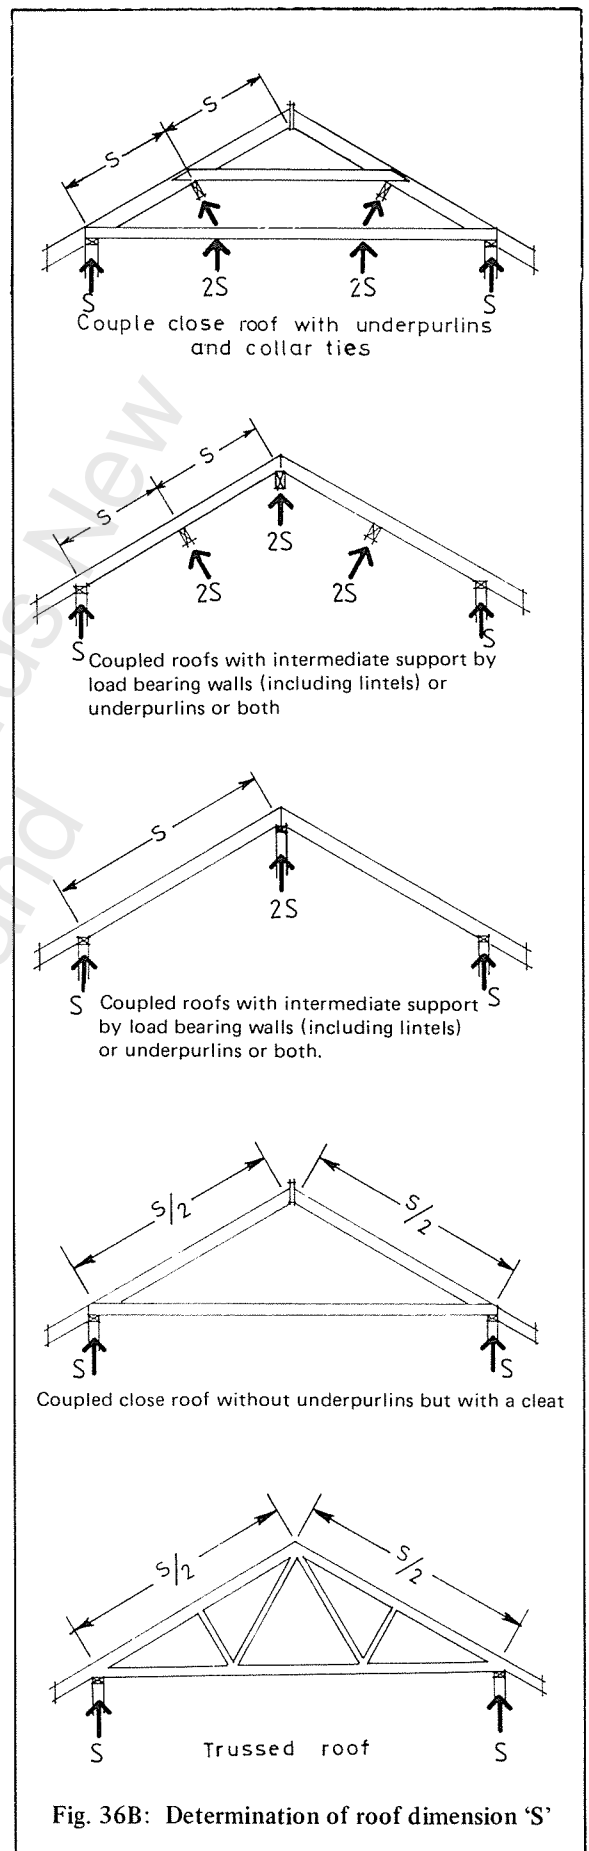 S
S
2S
2S
S
S
Couple close roof with underpurlins
and collar ties
S
S
2S
2S
2S
S
S
Coupled roofs with intermediate support by
load bearing walls (including lintels) or
underpurlins or both
S
2S
S
S
Coupled roofs with intermediate support
by load bearing walls (including lintels)
or underpurlins or both.
S/2
S/2
S
S
Coupled close roof without underpurlins but with a cleat
S/2
S/2
S
S
Trussed roof
Fig. 36B: Determination of roof dimension ‘S’
New